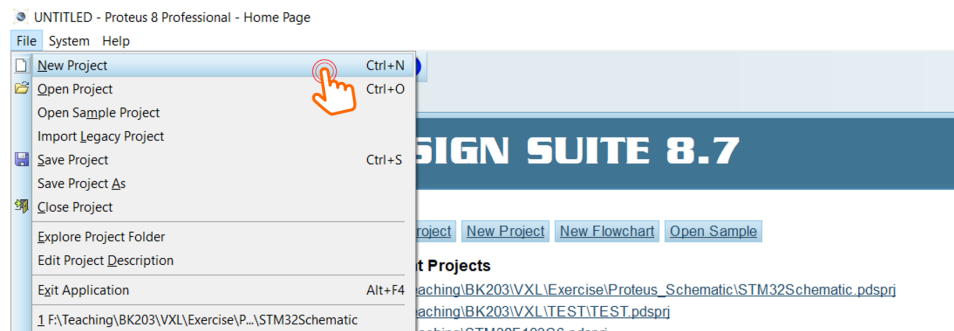 UNTITLED - Proteus 8 Professional - Home Page
File System Help
New Project Ctrl+N
Open Project Ctrl+O
Open Sample Project
Import Legacy Project
Save Project Ctrl+S
Save Project As
Close Project
Explore Project Folder
Edit Project Description
Exit Application Alt+F4
1 F:\Teaching\BK203\VXL\Exercise\P...\STM32Schematic
SIGN SUITE 8.7
roject New Project New Flowchart Open Sample
t Projects
eaching\BK203\VXL\Exercise\Proteus_Schematic\STM32Schematic.pdsprj
eaching\BK203\VXL\TEST\TEST.pdsprj